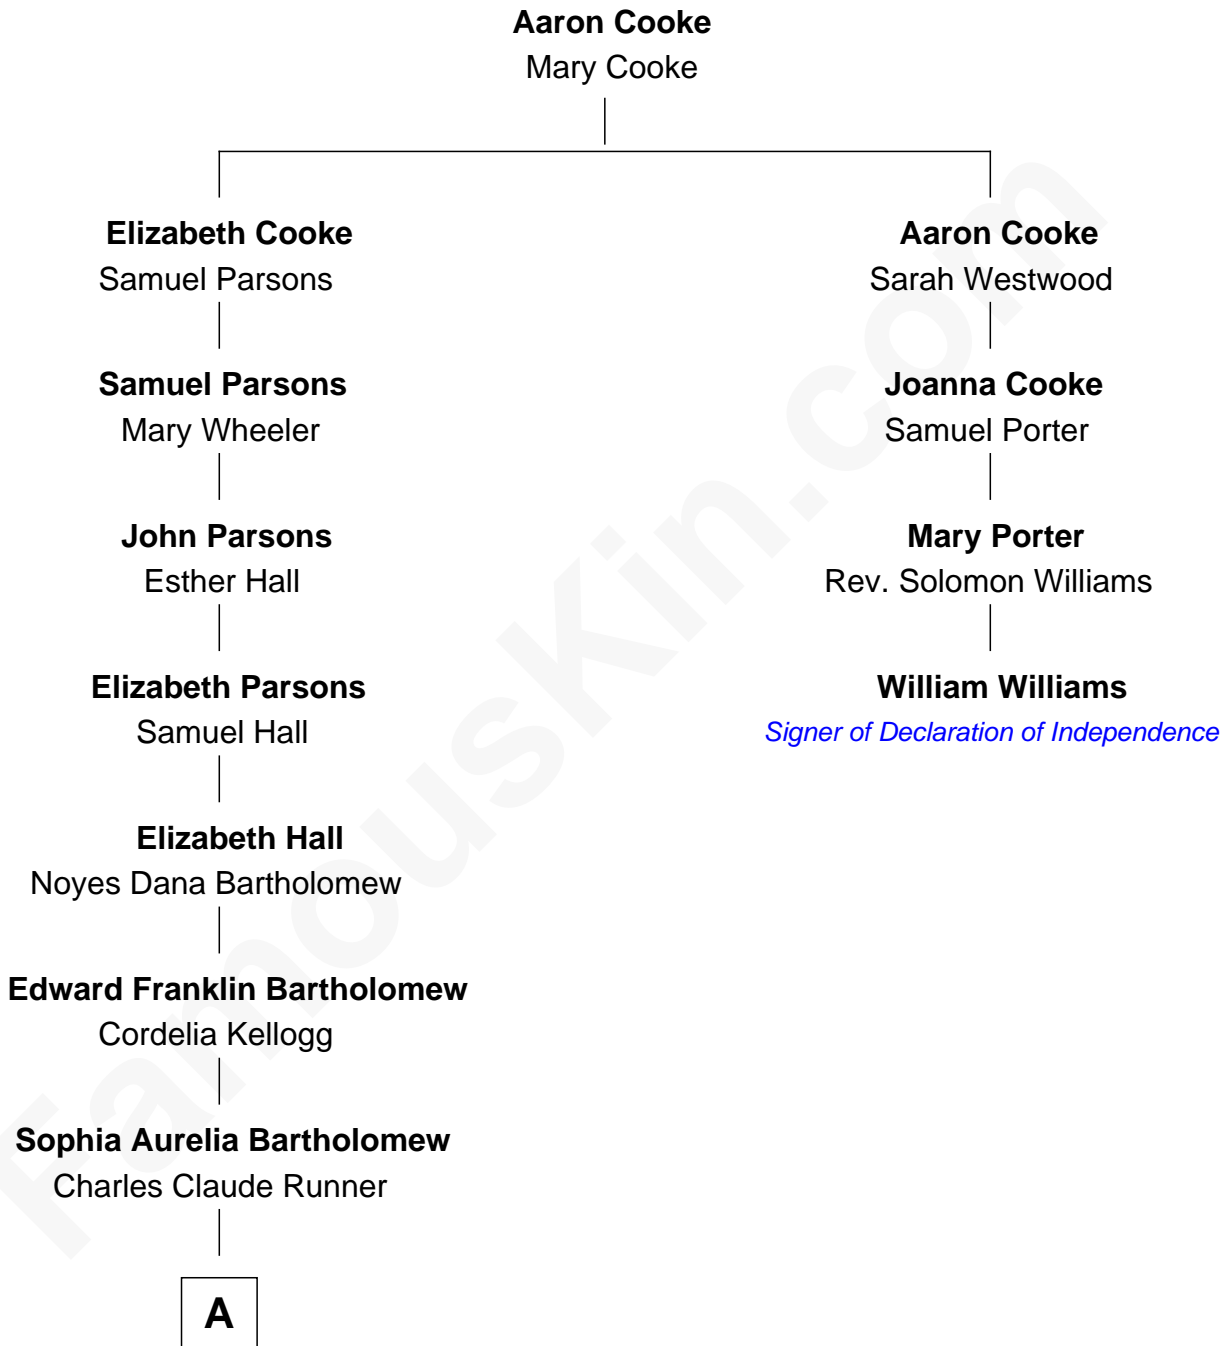 Aaron Cooke
Mary Cooke
Elizabeth Cooke
Samuel Parsons
Aaron Cooke
Sarah Westwood
Samuel Parsons
Mary Wheeler
Joanna Cooke
Samuel Porter
John Parsons
Esther Hall
Mary Porter
Rev. Solomon Williams
Elizabeth Parsons
Samuel Hall
William Williams
Signer of Declaration of Independence
Elizabeth Hall
Noyes Dana Bartholomew
Edward Franklin Bartholomew
Cordelia Kellogg
Sophia Aurelia Bartholomew
Charles Claude Runner
A
FamousKin.com